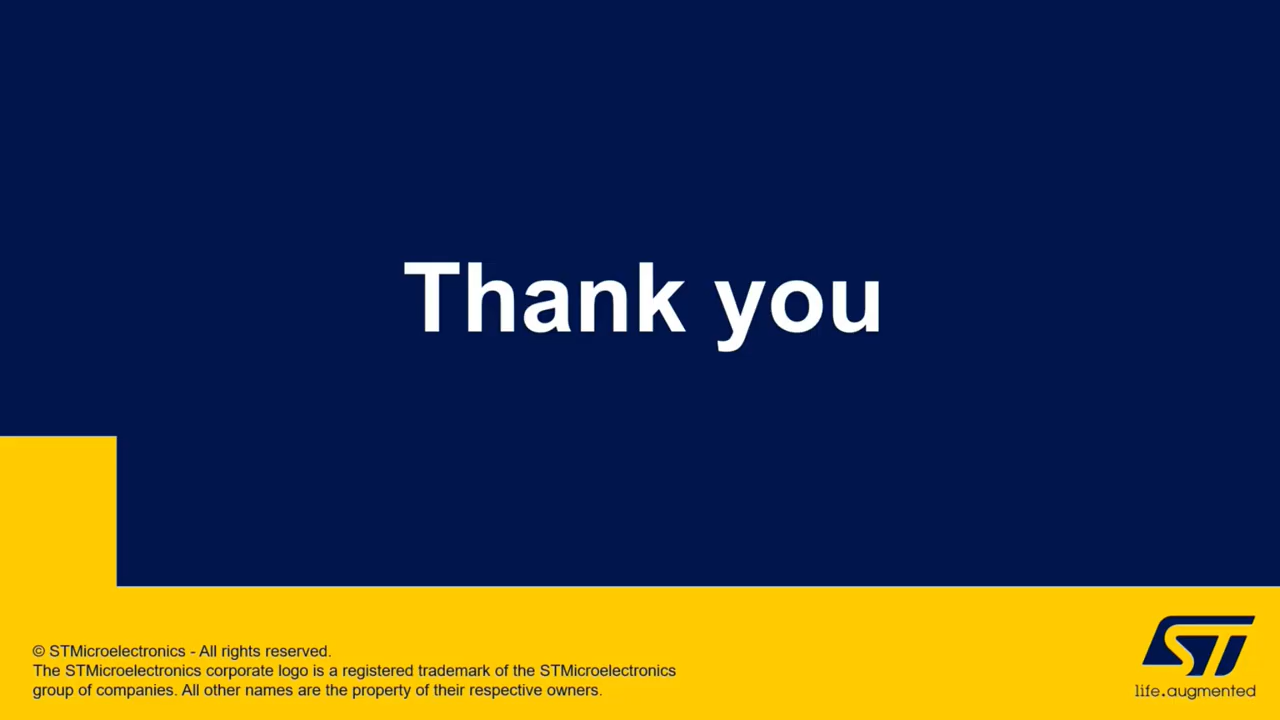 Thank you
© STMicroelectronics - All rights reserved.
The STMicroelectronics corporate logo is a registered trademark of the STMicroelectronics
group of companies. All other names are the property of their respective owners.
ST
life.augmented